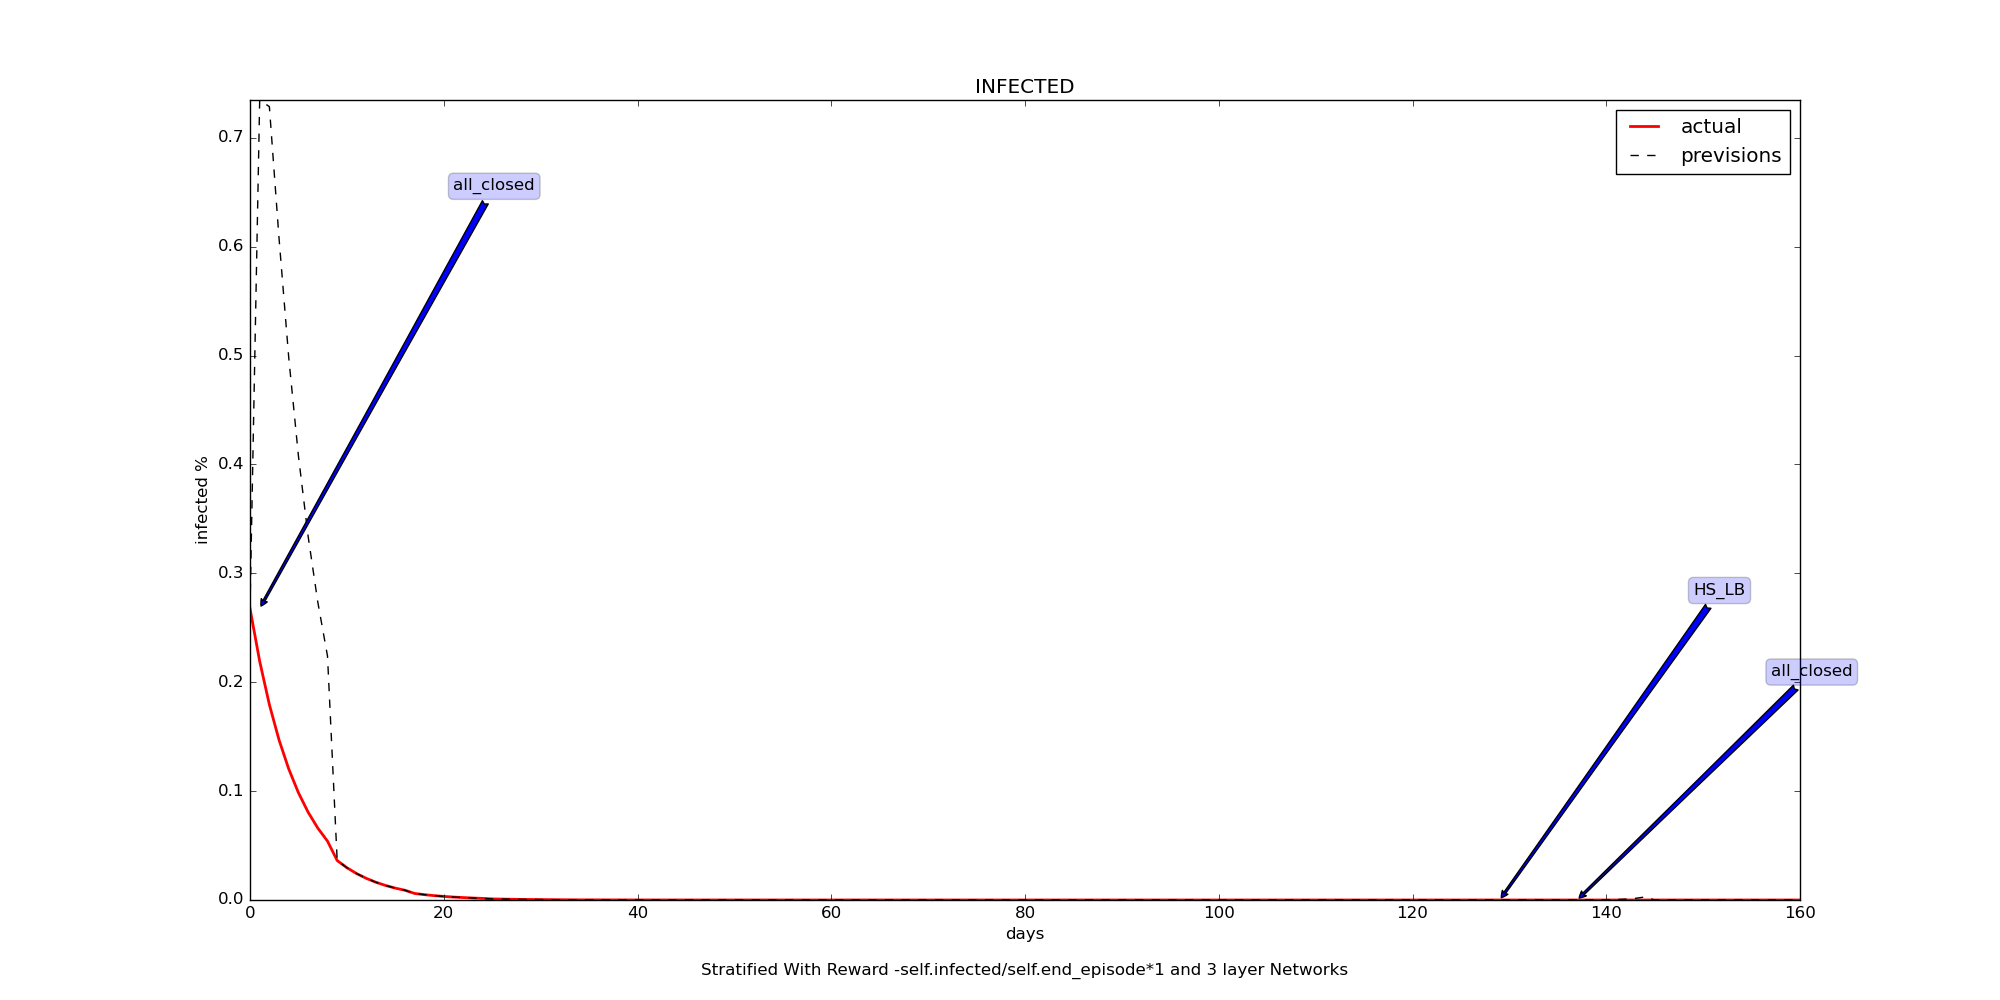 INFECTED
actual
previsions
all_closed
HS_LB
all_closed
infected %
0.7
0.6
0.5
0.4
0.3
0.2
0.1
0.0
0 20 40 60 80 100 120 140 160
days
Stratified With Reward -self.infected/self.end_episode*1 and 3 layer Networks